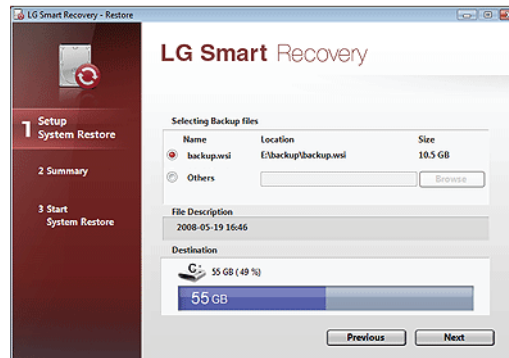 LG Smart Recovery - Restore
LG Smart Recovery
1 Setup
System Restore
2 Summary
3 Start
System Restore
Selecting Backup files
Name Location Size
backup.wsi E:\backup\backup.wsi 10.5 GB
Others Browse
File Description
2008-05-19 16:46
Destination
C: 55 GB ( 49 %)
55 GB
Previous Next